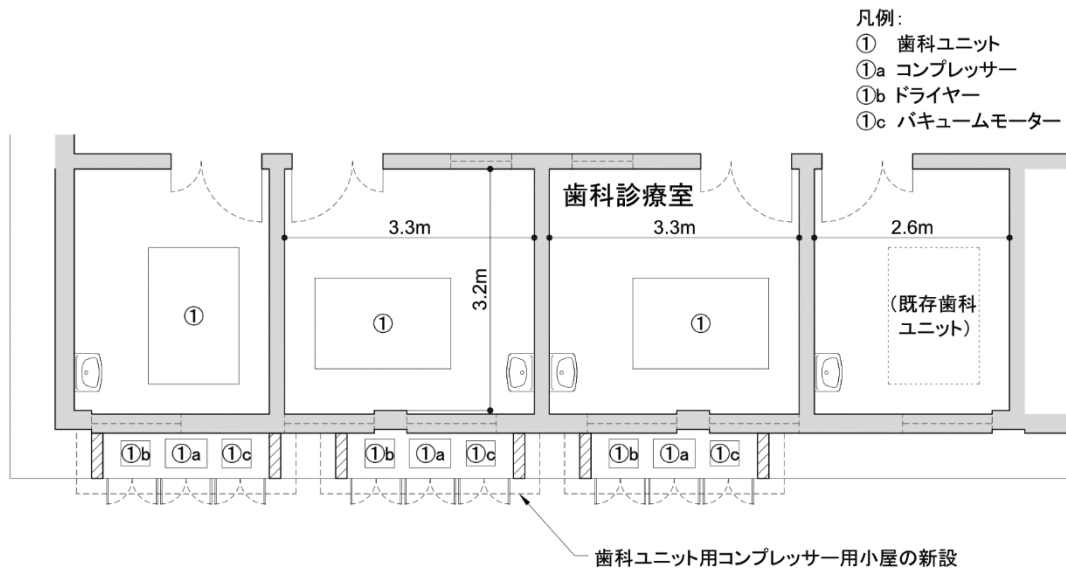 凡例:
① 歯科ユニット
①a コンプレッサー
①b ドライヤー
①c バキュームモーター
歯科診療室
3.3m
3.3m
2.6m
3.2m
①
①
①
(既存歯科
ユニット)
①b ①a ①c
①b ①a ①c
①b ①a ①c
歯科ユニット用コンプレッサー用小屋の新設